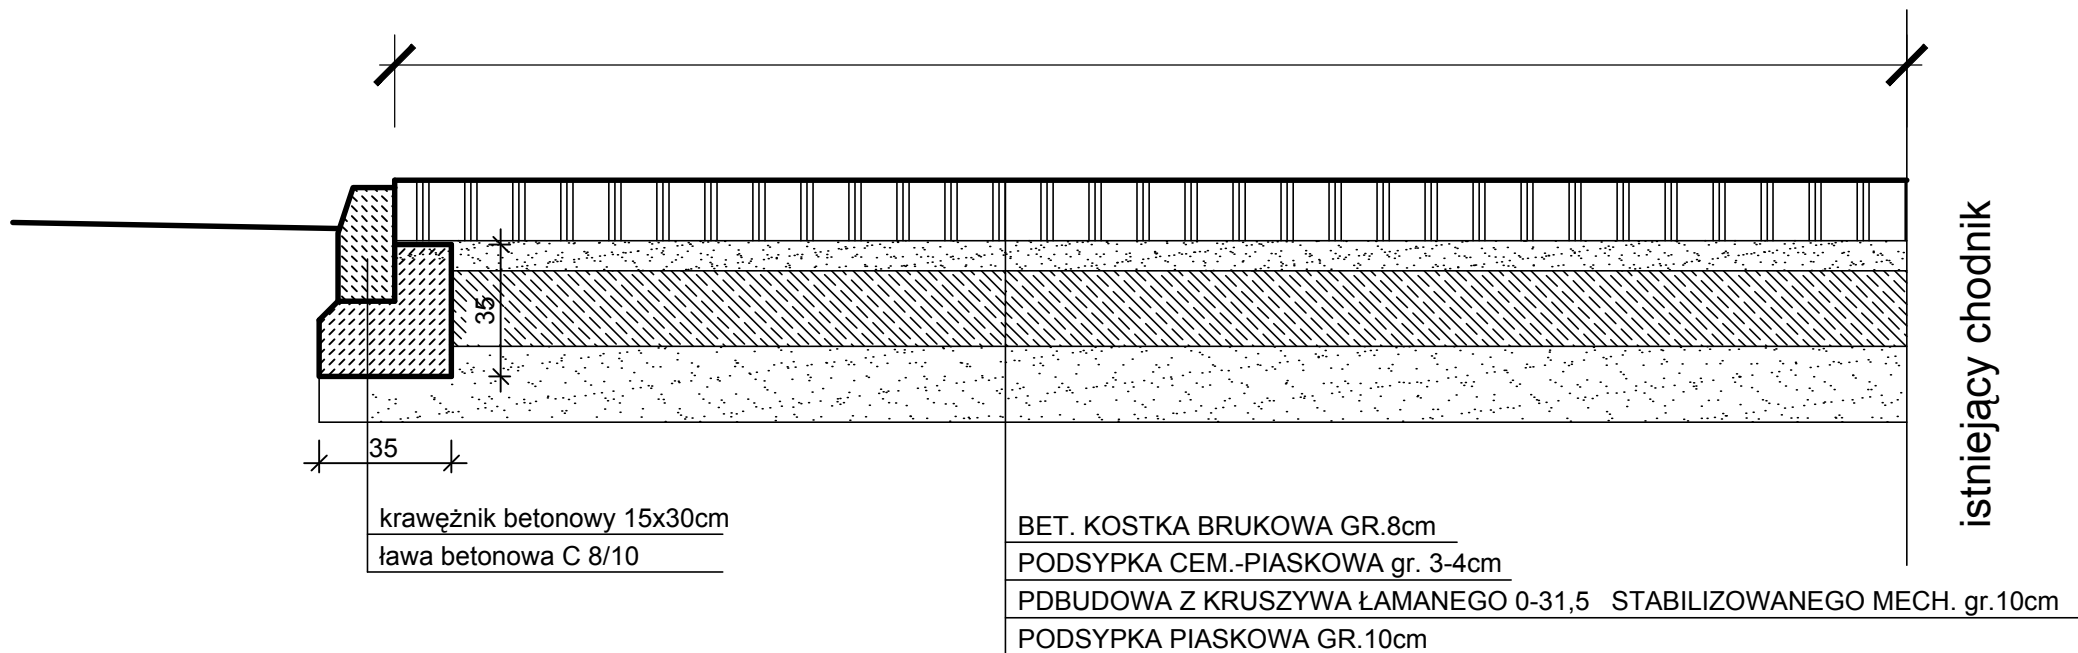 35
35
krawężnik betonowy 15x30cm
ława betonowa C 8/10
BET. KOSTKA BRUKOWA GR.8cm
PODSYPKA CEM.-PIASKOWA gr. 3-4cm
PDBUDOWA Z KRUSZYWA ŁAMANEGO 0-31,5 STABILIZOWANEGO MECH. gr.10cm
PODSYPKA PIASKOWA GR.10cm
istniejący chodnik